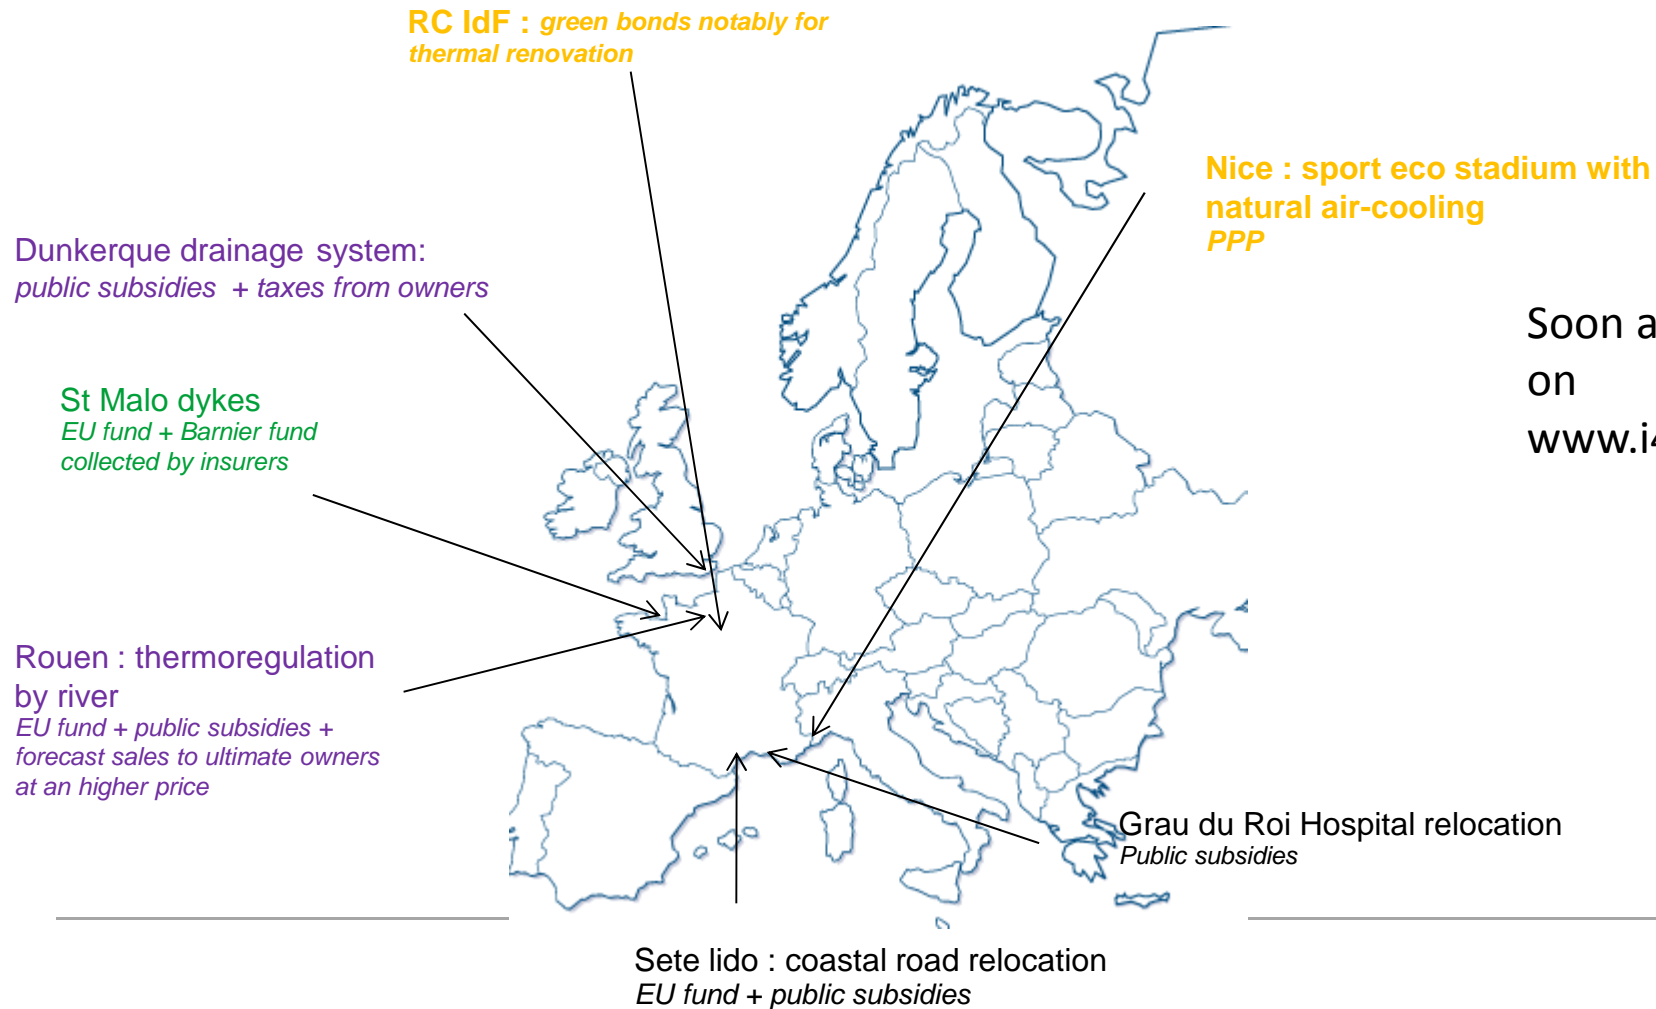 RC IdF : green bonds notably for
thermal renovation
Nice : sport eco stadium with
natural air-cooling
PPP
Dunkerque drainage system:
public subsidies + taxes from owners
Soon a
on
www.i4
St Malo dykes
EU fund + Barnier fund
collected by insurers
Rouen : thermoregulation
by river
EU fund + public subsidies +
forecast sales to ultimate owners
at an higher price
Grau du Roi Hospital relocation
Public subsidies
Sete lido : coastal road relocation
EU fund + public subsidies